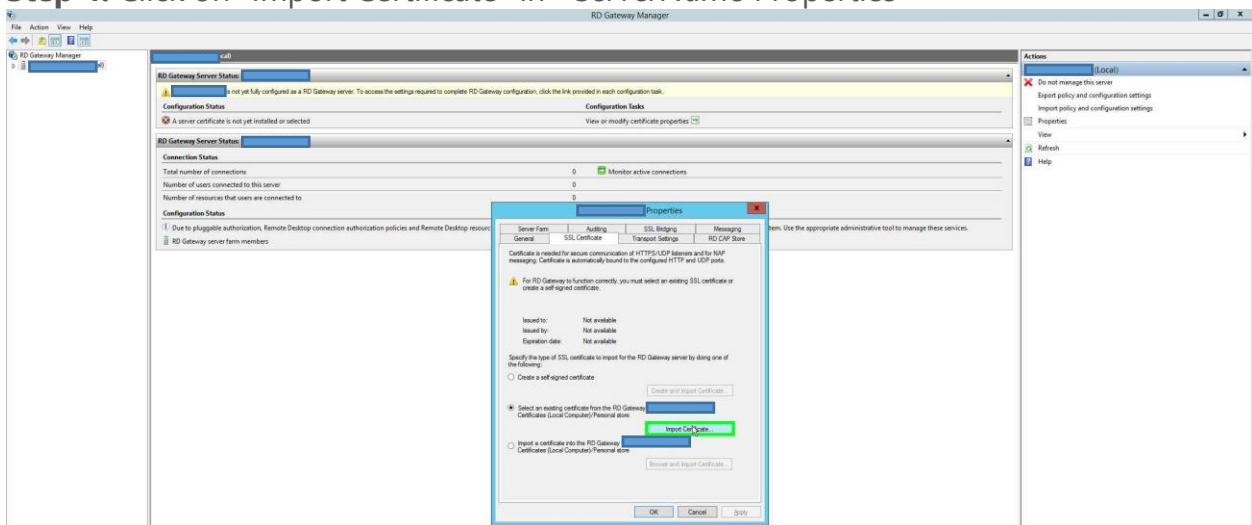 Step 4: Click on "Import Certificate" in "ServerName Properties"
RD Gateway Manager
File Action View Help
RD Gateway Manager
cal)
Actions
RD Gateway Server Status:
(Local)
e not yet fully configured as a RD Gateway server. To access the settings required to complete RD Gateway configuration, click the link provided in each configuration task.
Do not manage this server
Export policy and configuration settings
Configuration Status Configuration Tasks
Import policy and configuration settings
A server certificate is not yet installed or selected View or modify certificate properties
Properties
View
RD Gateway Server Status:
Refresh
Connection Status
Help
Total number of connections 0 Monitor active connections
Number of users connected to this server 0
Number of resources that users are connected to 0
Configuration Status
Due to pluggable authorization, Remote Desktop connection authorization policies and Remote Desktop resourc
tem. Use the appropriate administrative tool to manage these services.
RD Gateway server farm members
Properties
Server Farm Auditing SSL Bridging Messaging
General SSL Certificate Transport Settings RD CAP Store
Certificate is needed for secure communication of HTTPS/UDP listeners and for NAP
messaging. Certificate is automatically bound to the configured HTTP and UDP ports.
For RD Gateway to function correctly, you must select an existing SSL certificate or
create a self-signed certificate.
Issued to: Not available
Issued by: Not available
Expiration date: Not available
Specify the type of SSL certificate to import for the RD Gateway server by doing one of
the following:
Create a self-signed certificate
Create and Import Certificate...
Select an existing certificate from the RD Gateway
Certificates (Local Computer)/Personal store
Import Certificate...
Import a certificate into the RD Gateway
Certificates (Local Computer)/Personal store
Browse and Import Certificate...
OK Cancel Apply